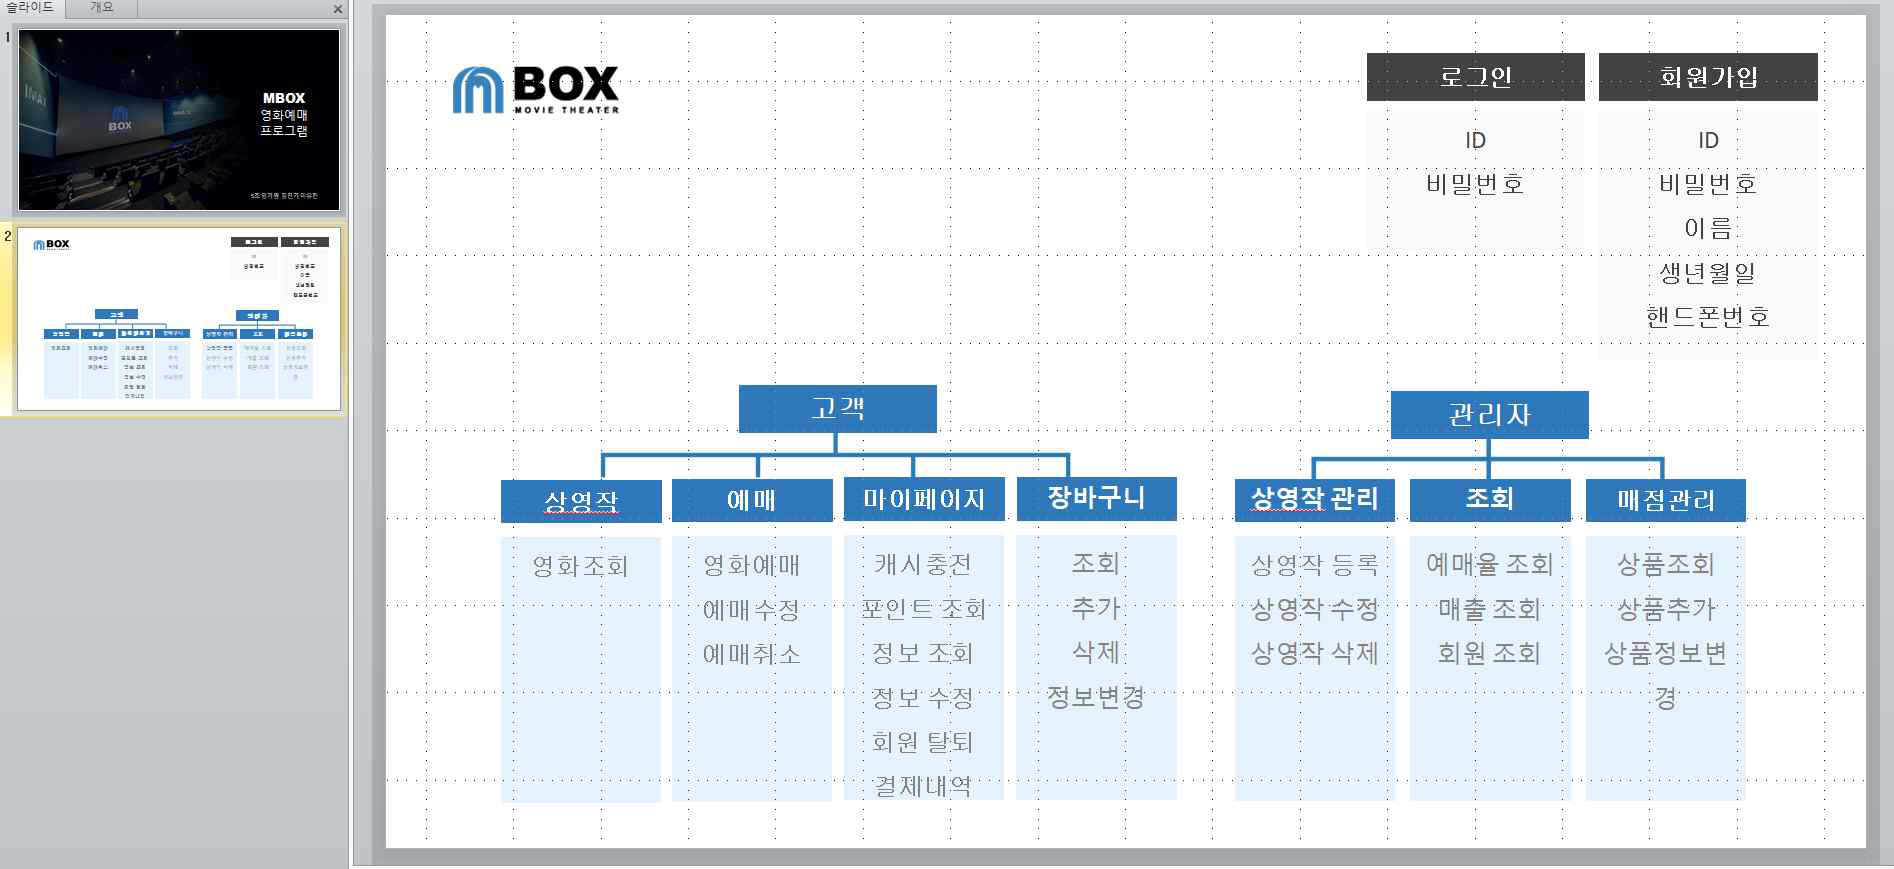 슬라이드
개요
1
MBOX
영화예매
프로그램
2
BOX
MOVIE THEATER
로그인
ID
비밀번호
회원가입
ID
비밀번호
이름
생년월일
핸드폰번호
고객
상영작
영화조회
예매
영화예매
예매수정
예매취소
마이페이지
캐시충전
포인트 조회
정보 조회
정보 수정
회원 탈퇴
결제내역
장바구니
조회
추가
삭제
정보변경
관리자
상영작 관리
상영작 등록
상영작 수정
상영작 삭제
조회
예매율 조회
매출 조회
회원 조회
매점관리
상품조회
상품추가
상품정보변
경